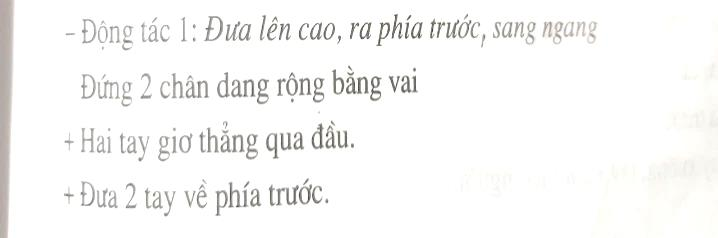 - Động tác 1: Đưa lên cao, ra phía trước, sang ngang
Đứng 2 chân dang rộng bằng vai
+ Hai tay giơ thẳng qua đầu.
+ Đưa 2 tay về phía trước.